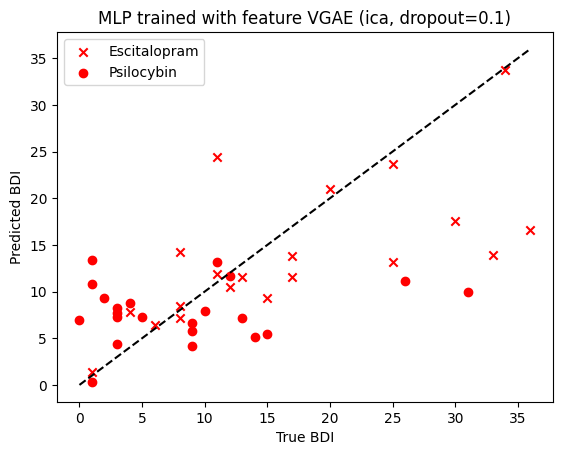 MLP trained with feature VGAE (ica, dropout=0.1)
Escitalopram
Psilocybin
Predicted BDI
35
30
25
20
15
10
5
0
0 5 10 15 20 25 30 35
True BDI